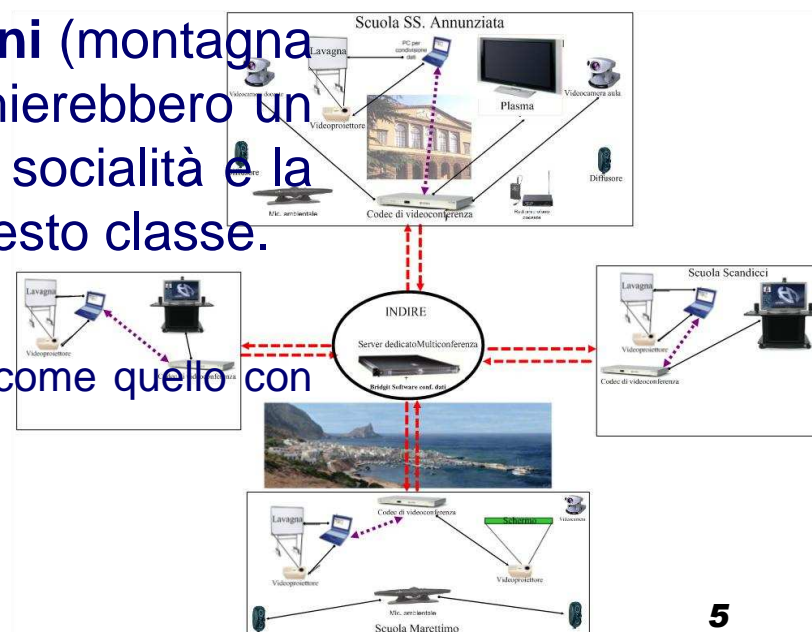 ni (montagna
nierebbero un
socialità e la
esto classe.
come quello con
Scuola SS. Annunziata
Lavagna
PC per
condivisione
dati
Videoproiettore
Plasma
Videocamera aula
Diffusore
Mic. ambientale
Codec di videoconferenza
Scuola Scandicci
Lavagna
Videoproiettore
Codec di videoconferenza
Lavagna
Videoproiettore
INDIRE
Server dedicatoMulticonferenza
+
Bridgit Software conf. dati
Codec di videoconferenza
Lavagna
Schermo
Videocamera
Videoproiettore
Videoproiettore
Mic. ambientale
Scuola Marettimo
5